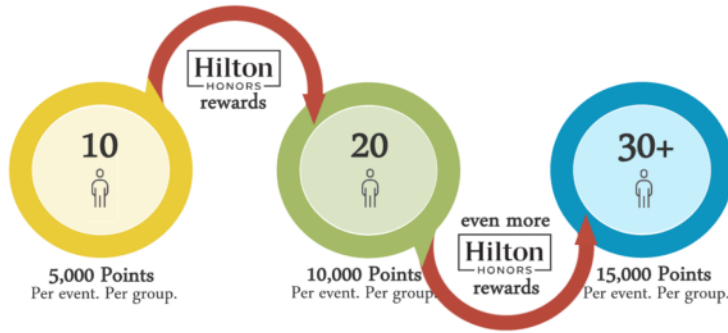 10
5,000 Points
Per event. Per group.
Hilton
HONORS
rewards
20
10,000 Points
Per event. Per group.
even more
Hilton
HONORS
rewards
30+
15,000 Points
Per event. Per group.